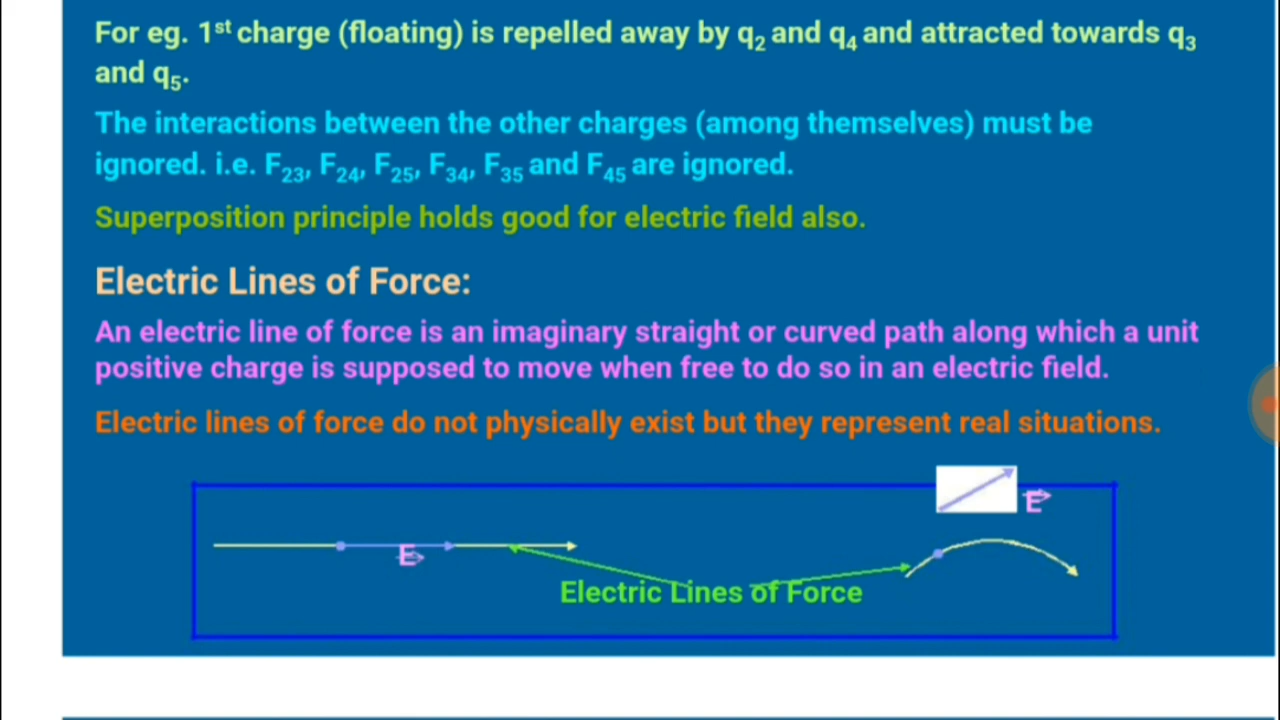 For eg. 1st charge (floating) is repelled away by q2 and q4 and attracted towards q3
and q5.
The interactions between the other charges (among themselves) must be
ignored. i.e. F23, F24, F25, F34, F35 and F45 are ignored.
Superposition principle holds good for electric field also.
Electric Lines of Force:
An electric line of force is an imaginary straight or curved path along which a unit
positive charge is supposed to move when free to do so in an electric field.
Electric lines of force do not physically exist but they represent real situations.
E
E
Electric Lines of Force